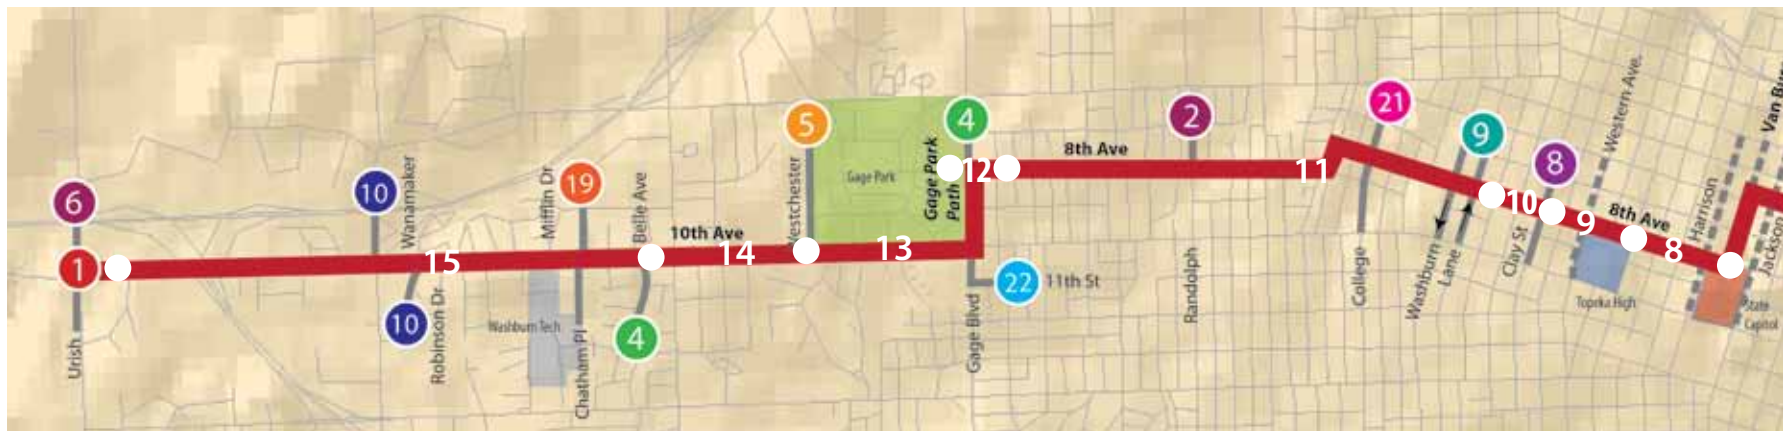 6
1
Urish
10
Wanamaker
15
10
Robinson Dr
Mifflin Dr
Washburn Tech
19
Chatham Pl
Belle Ave
4
10th Ave
14
5
Westchester
13
Gage Park
Gage Park
Path
4
12
22
11th St
Gage Blvd
8th Ave
2
Randolph
11
21
College
9
Washburn
Lane
10
8
Clay St
9
Western Ave.
8th Ave
Topeka High
8
Harrison
State
Capitol
Jackson
Van Bur